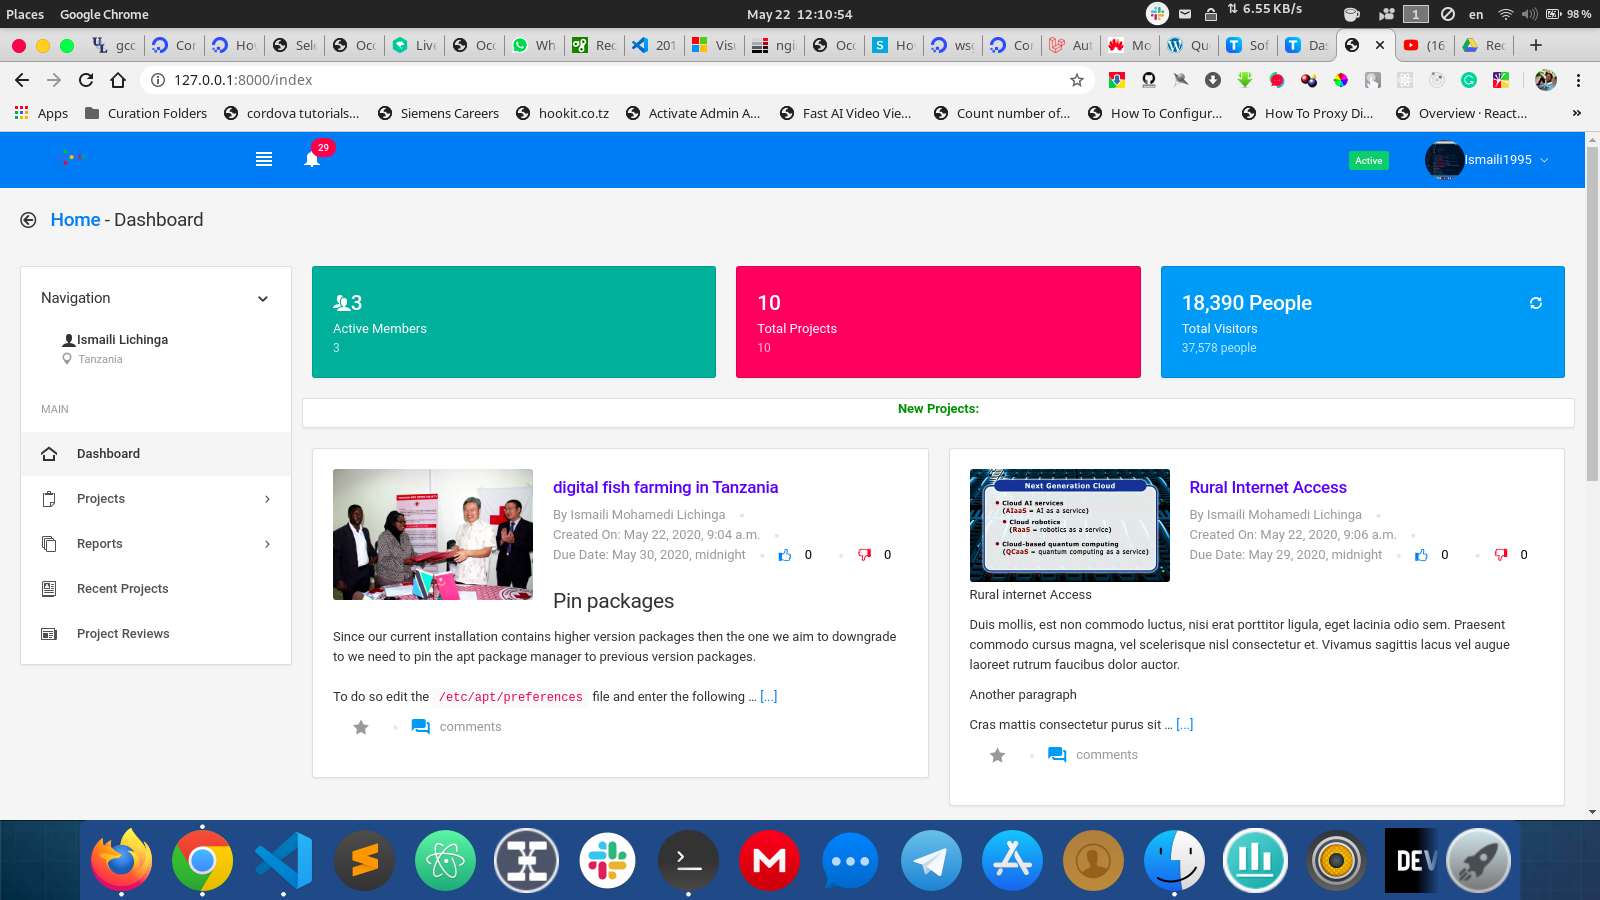 Places Google Chrome May 22 12:10:54 6.55 KB/s 1 en 98 %
gcc Cor Hov Sele Occ Live Occ Wh Rec 201 Visu ngi Occ Ho wsg Cor Aut Mo Que Sof Das (16 Rec
127.0.0.1:8000/index
Apps Curation Folders cordova tutorials... Siemens Careers hookit.co.tz Activate Admin A... Fast AI Video Vie... Count number of... How To Configur... How To Proxy Di... Overview · React... »
29 Active Ismaili1995
Home - Dashboard
Navigation
Ismaili Lichinga
Tanzania
MAIN
Dashboard
Projects
Reports
Recent Projects
Project Reviews
3
Active Members
3
10
Total Projects
10
18,390 People
Total Visitors
37,578 people
New Projects:
digital fish farming in Tanzania
By Ismaili Mohamedi Lichinga
Created On: May 22, 2020, 9:04 a.m.
Due Date: May 30, 2020, midnight 0 0
Pin packages
Since our current installation contains higher version packages then the one we aim to downgrade
to we need to pin the apt package manager to previous version packages.
To do so edit the /etc/apt/preferences file and enter the following … [...]
comments
Next Generation Cloud
Cloud AI services
(AIaaS = AI as a service)
Cloud robotics
(RaaS = robotics as a service)
Cloud-based quantum computing
(QCaaS = quantum computing as a service)
Rural Internet Access
By Ismaili Mohamedi Lichinga
Created On: May 22, 2020, 9:06 a.m.
Due Date: May 29, 2020, midnight 0 0
Rural internet Access
Duis mollis, est non commodo luctus, nisi erat porttitor ligula, eget lacinia odio sem. Praesent
commodo cursus magna, vel scelerisque nisl consectetur et. Vivamus sagittis lacus vel augue
laoreet rutrum faucibus dolor auctor.
Another paragraph
Cras mattis consectetur purus sit … [...]
comments
DEV